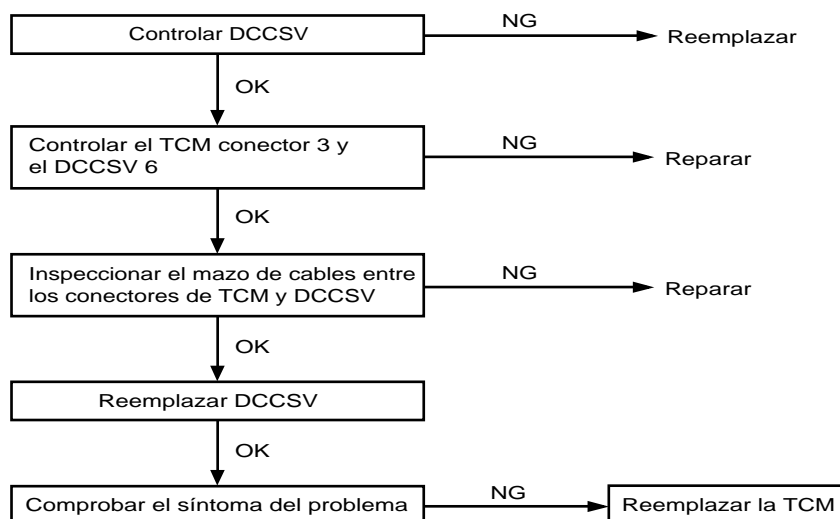 Controlar DCCSV
NG
Reemplazar
OK
Controlar el TCM conector 3 y
el DCCSV 6
NG
Reparar
OK
Inspeccionar el mazo de cables entre
los conectores de TCM y DCCSV
NG
Reparar
OK
Reemplazar DCCSV
OK
Comprobar el síntoma del problema
NG
Reemplazar la TCM